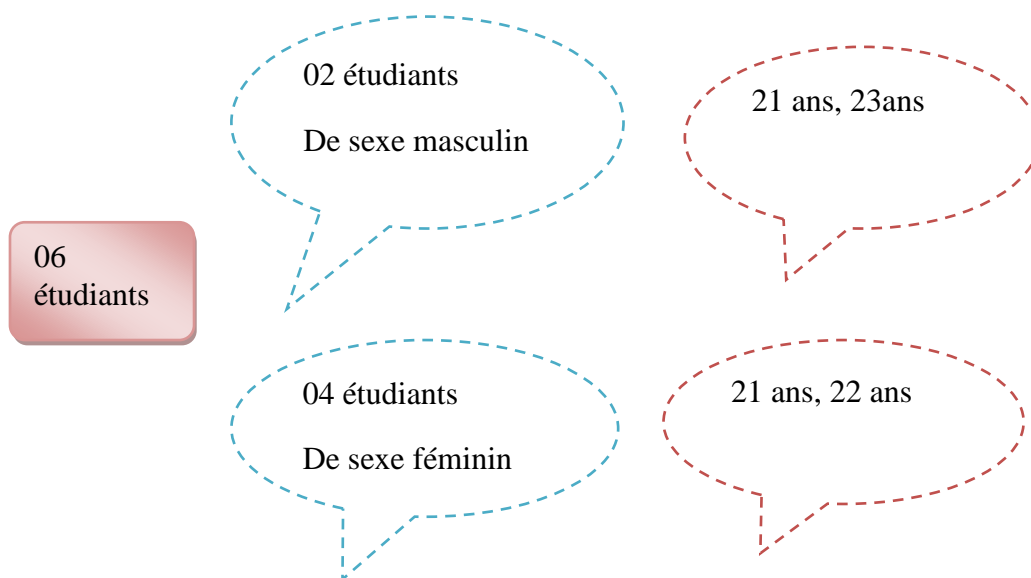 02 étudiants
De sexe masculin
21 ans, 23ans
06
étudiants
04 étudiants
De sexe féminin
21 ans, 22 ans